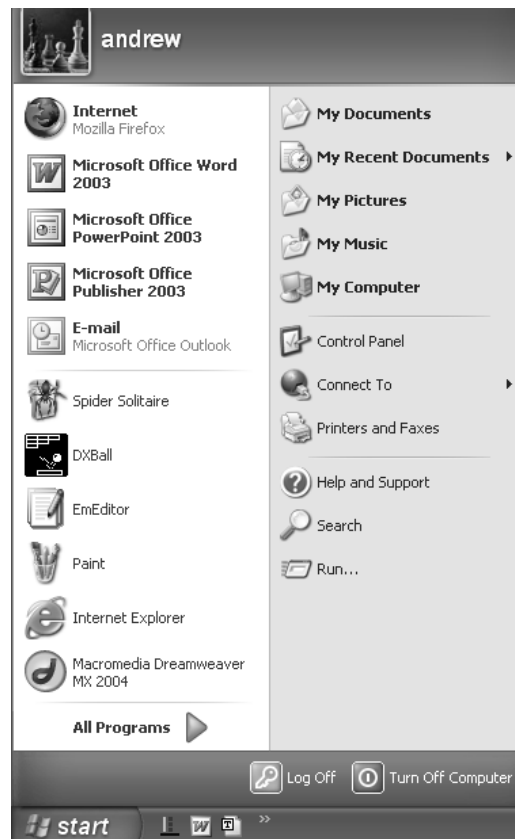 andrew
Internet
Mozilla Firefox
Microsoft Office Word
2003
Microsoft Office
PowerPoint 2003
Microsoft Office
Publisher 2003
E-mail
Microsoft Office Outlook
Spider Solitaire
DXBall
EmEditor
Paint
Internet Explorer
Macromedia Dreamweaver
MX 2004
All Programs
My Documents
My Recent Documents
My Pictures
My Music
My Computer
Control Panel
Connect To
Printers and Faxes
Help and Support
Search
Run...
Log Off
Turn Off Computer
start